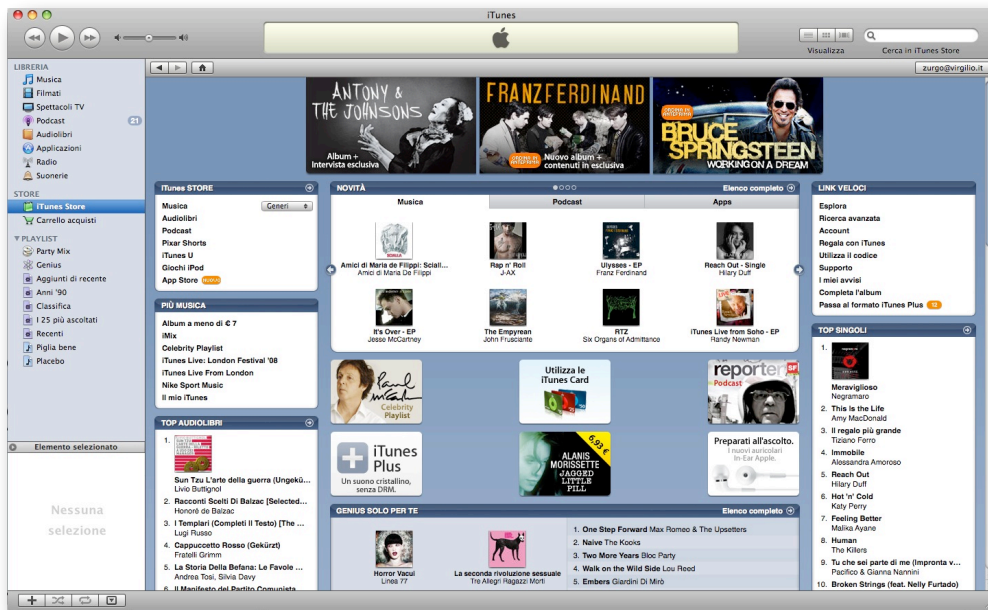 iTunes
Visualizza
Cerca in iTunes Store
zurgo@virgilio.it
LIBRERIA
Musica
Filmati
Spettacoli TV
Podcast 21
Audiolibri
Applicazioni
Radio
Suonerie
STORE
iTunes Store
Carrello acquisti
PLAYLIST
Party Mix
Genius
Aggiunti di recente
Anni '90
Classifica
I 25 più ascoltati
Recenti
Piglia bene
Placebo
Elemento selezionato
Nessuna
selezione
ANTONY &
THE JOHNSONS
Album +
Intervista esclusiva
FRANZ FERDINAND
ORDINA IN
ANTEPRIMA
Nuovo album +
contenuti in esclusiva
ORDINA IN
ANTEPRIMA
BRUCE
SPRINGSTEEN
WORKING ON A DREAM
iTunes STORE
Musica Generi
Audiolibri
Podcast
Pixar Shorts
iTunes U
Giochi iPod
App Store
PIÙ MUSICA
Album a meno di € 7
iMix
Celebrity Playlist
iTunes Live: London Festival '08
iTunes Live From London
Nike Sport Music
Il mio iTunes
TOP AUDIOLIBRI
1.
Sun Tzu L'arte della guerra (Ungekü...
Livio Buttignol
2. Racconti Scelti Di Balzac [Selected...
Honoré de Balzac
3. I Templari (Completi Il Testo) [The ...
Lugi Russo
4. Cappuccetto Rosso (Gekürzt)
Fratelli Grimm
5. La Storia Della Befana: Le Favole ...
Andrea Tosi, Silvia Davy
6. Il Manifesto del Partito Comunista
NOVITÀ
Elenco completo
Musica
Podcast
Apps
Amici di Maria de Filippi: Sciall...
Amici di Maria De Filippi
Rap n' Roll
J-AX
Ulysses - EP
Franz Ferdinand
Reach Out - Single
Hilary Duff
It's Over - EP
Jesse McCartney
The Empyrean
John Frusciante
RTZ
Six Organs of Admittance
iTunes Live from Soho - EP
Randy Newman
Celebrity
Playlist
Utilizza le
iTunes Card
reporter SF
Podcast
iTunes
Plus
Un suono cristallino,
senza DRM.
6,93 €
ALANIS
MORISSETTE
JAGGED
LITTLE
PILL
Preparati all'ascolto.
I nuovi auricolari
In-Ear Apple.
GENIUS SOLO PER TE
Elenco completo
Horror Vacui
Linea 77
La seconda rivoluzione sessuale
Tre Allegri Ragazzi Morti
1. One Step Forward Max Romeo & The Upsetters
2. Naive The Kooks
3. Two More Years Bloc Party
4. Walk on the Wild Side Lou Reed
5. Embers Giardini Di Mirò
LINK VELOCI
Esplora
Ricerca avanzata
Account
Regala con iTunes
Utilizza il codice
Supporto
I miei avvisi
Completa l'album
Passa al formato iTunes Plus 12
TOP SINGOLI
1.
Meraviglioso
Negramaro
2. This Is the Life
Amy MacDonald
3. Il regalo più grande
Tiziano Ferro
4. Immobile
Alessandra Amoroso
5. Reach Out
Hilary Duff
6. Hot 'n' Cold
Katy Perry
7. Feeling Better
Malika Ayane
8. Human
The Killers
9. Tu che sei parte di me (Impronta v...
Pacifico & Gianna Nannini
10. Broken Strings (feat. Nelly Furtado)